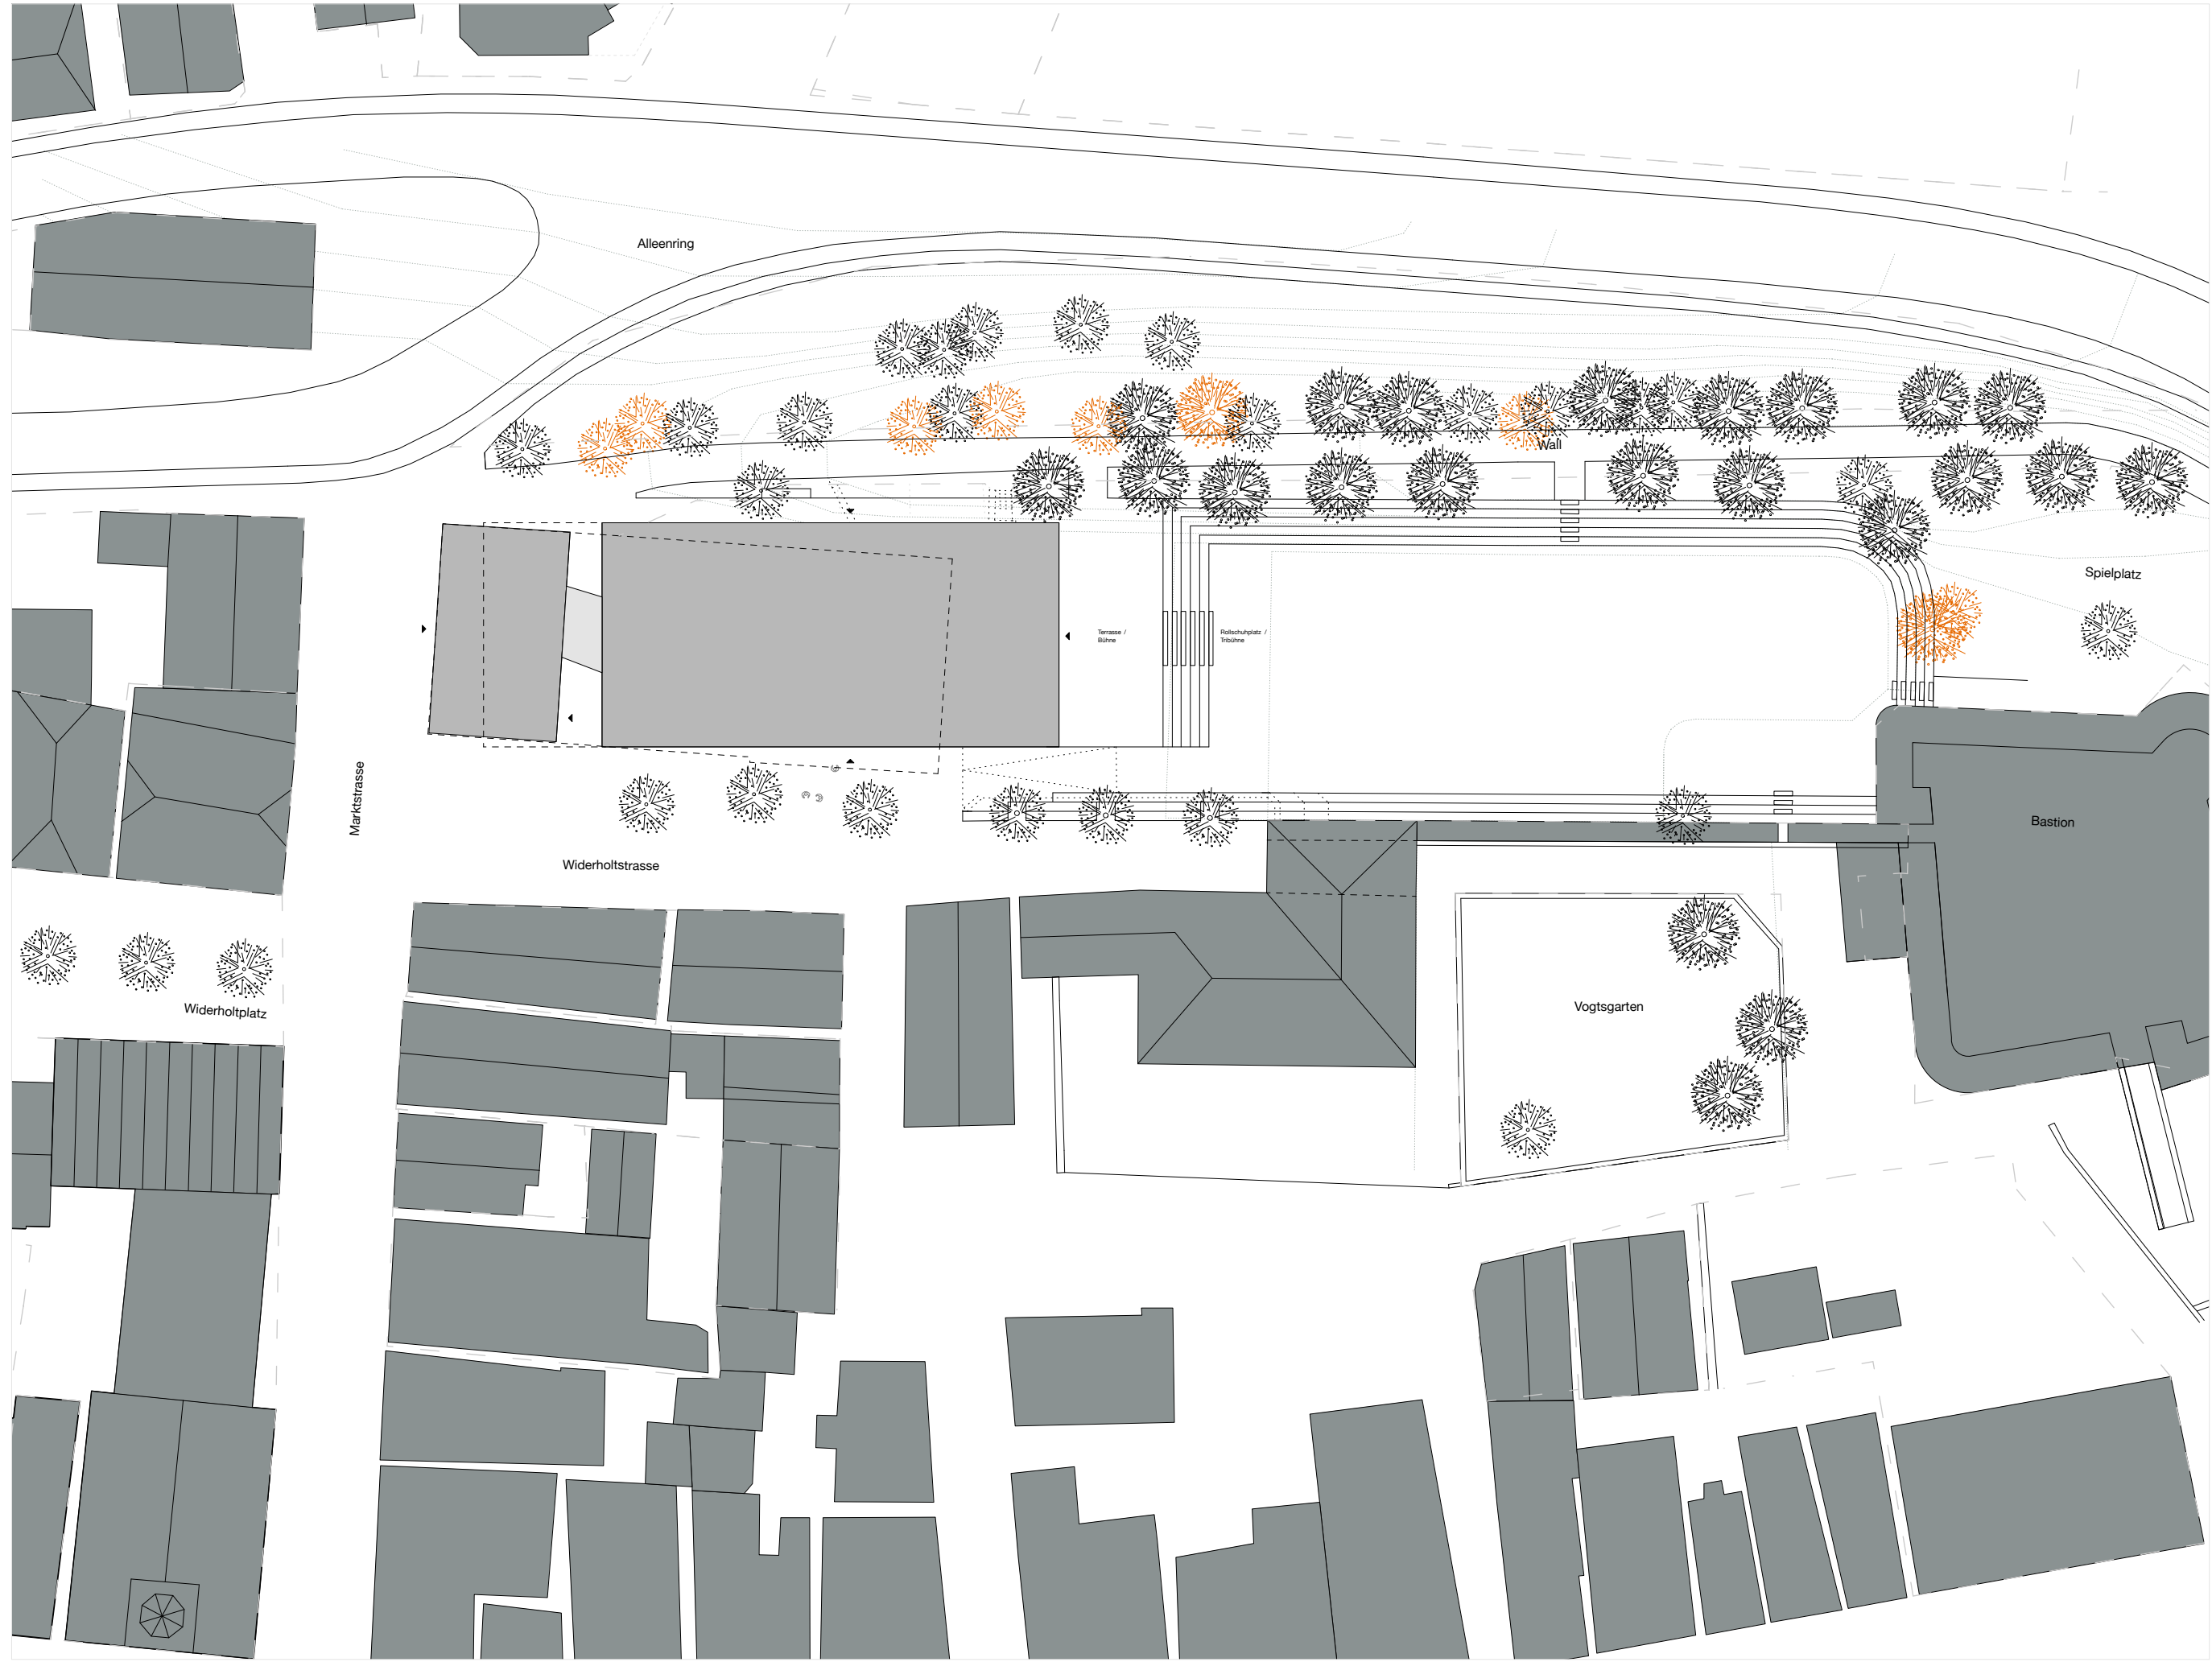 Alleenring
Wall
Spielplatz
Terrasse /
Bühne
Rollschuhplatz /
Tribühne
Marktstrasse
Bastion
Widerholtstrasse
Vogtsgarten
Widerholtplatz